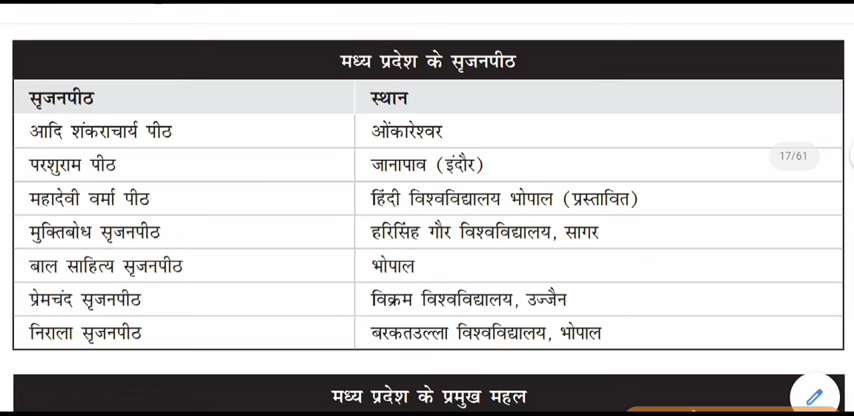 मध्य प्रदेश के सृजनपीठ
सृजनपीठ स्थान
आदि शंकराचार्य पीठ ओंकारेश्वर
परशुराम पीठ जानापाव (इंदौर)
17/61
महादेवी वर्मा पीठ हिंदी विश्वविद्यालय भोपाल (प्रस्तावित)
मुक्तिबोध सृजनपीठ हरिसिंह गौर विश्वविद्यालय, सागर
बाल साहित्य सृजनपीठ भोपाल
प्रेमचंद सृजनपीठ विक्रम विश्वविद्यालय, उज्जैन
निराला सृजनपीठ बरकतउल्ला विश्वविद्यालय, भोपाल
मध्य प्रदेश के प्रमुख महल